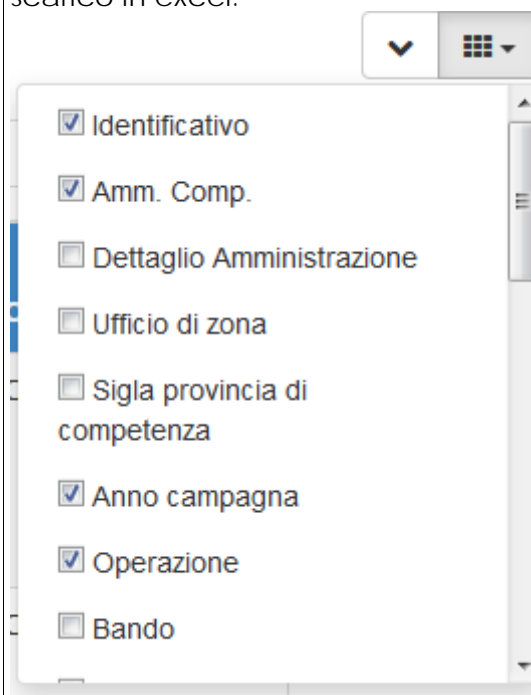 scarico in excel.
Identificativo
Amm. Comp.
Dettaglio Amministrazione
Ufficio di zona
Sigla provincia di
competenza
Anno campagna
Operazione
Bando